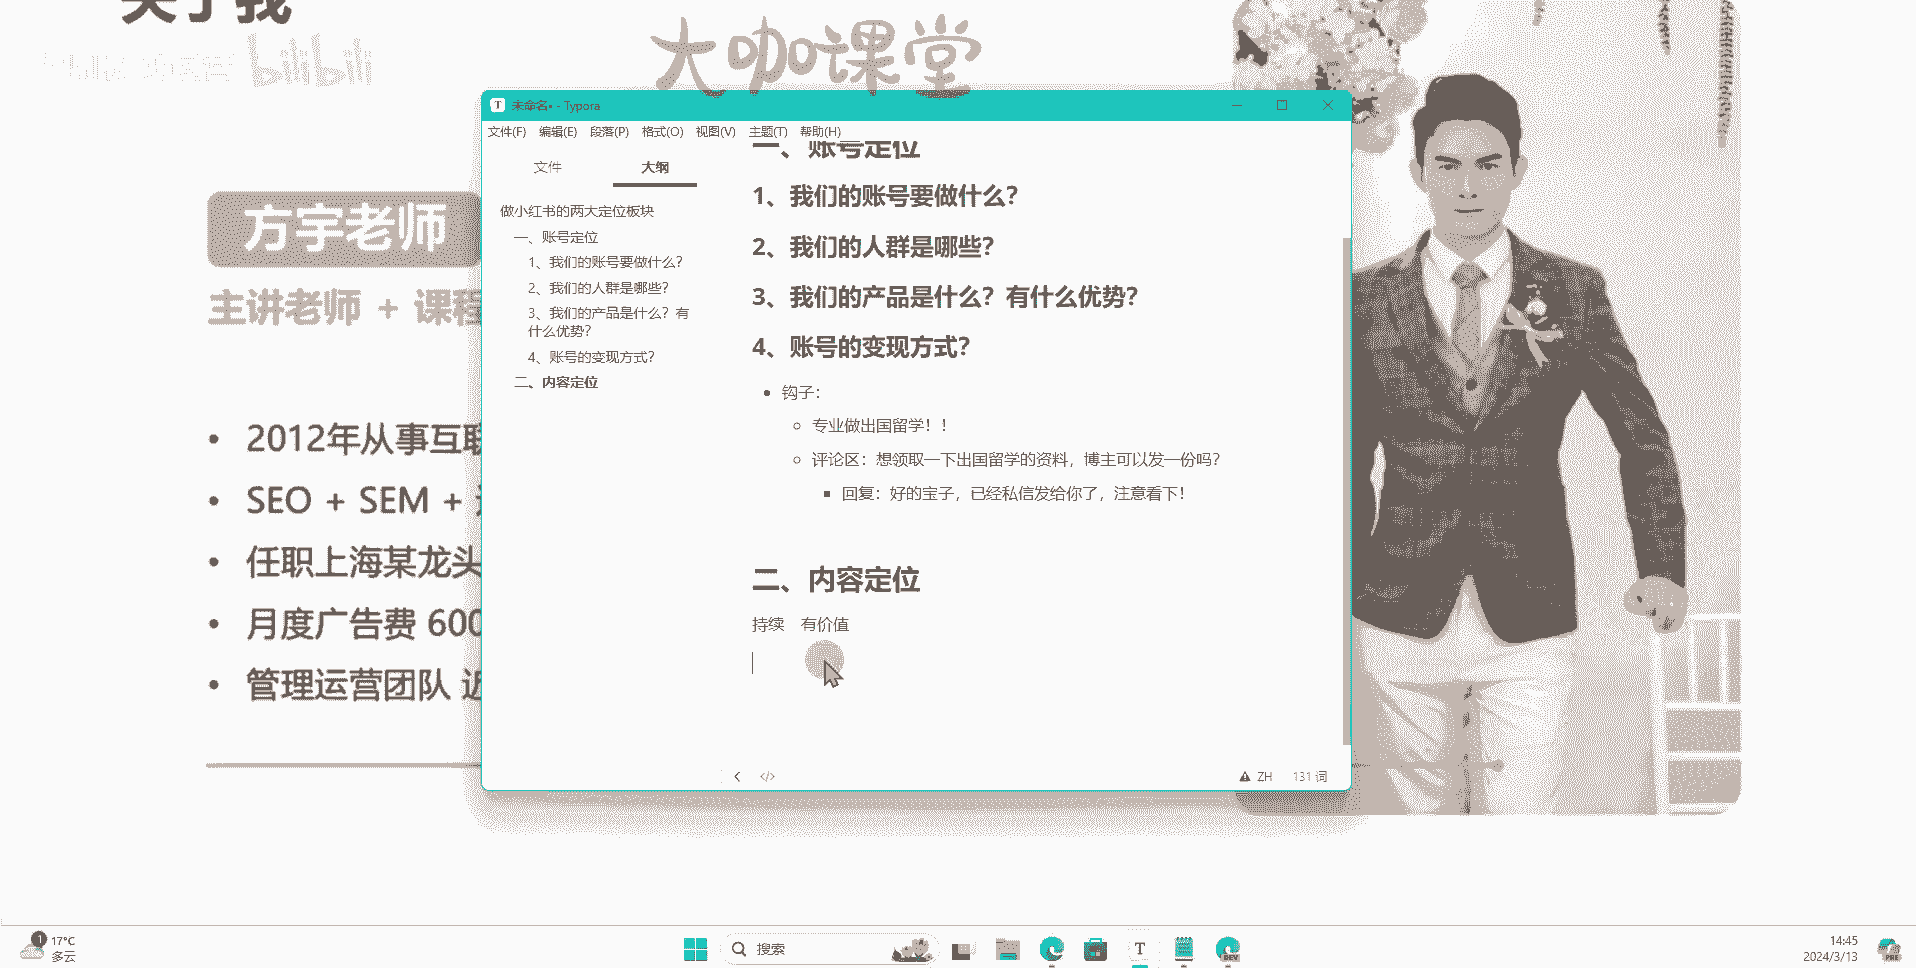 关于我
bilibili
大咖课堂
方宇老师
主讲老师 + 课程
2012年从事互联
SEO + SEM +
任职上海某龙头
月度广告费 600
管理运营团队 近
T 未命名• - Typora
文件(F) 编辑(E) 段落(P) 格式(O) 视图(V) 主题(T) 帮助(H)
文件 大纲
做小红书的两大定位板块
一、账号定位
1、我们的账号要做什么？
2、我们的人群是哪些？
3、我们的产品是什么？有
什么优势？
4、账号的变现方式？
二、内容定位
一、账号定位
1、我们的账号要做什么？
2、我们的人群是哪些？
3、我们的产品是什么？有什么优势？
4、账号的变现方式？
钩子：
专业做出国留学！！
评论区：想领取一下出国留学的资料，博主可以发一份吗？
回复：好的宝子，已经私信发给你了，注意看下！
二、内容定位
持续 有价值
</> ZH 131 词
1 17°C
多云
搜索
T
DEV
14:45
2024/3/13
PRE